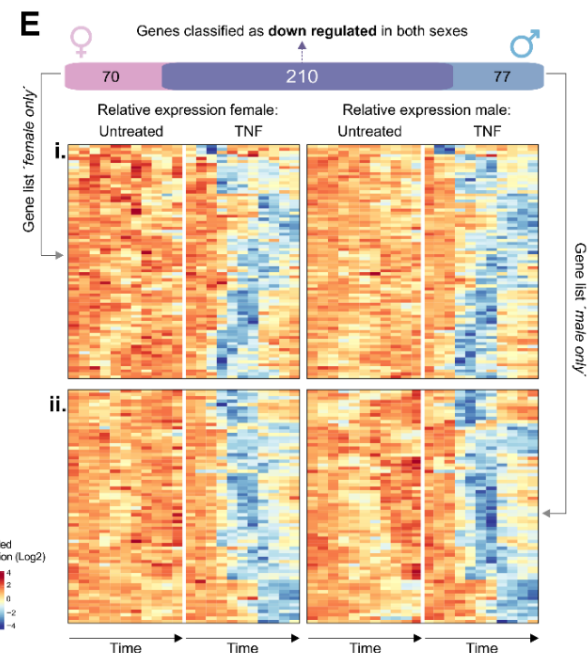 E
♀
♂
Genes classified as down regulated in both sexes
70
210
77
Relative expression female:
Relative expression male:
Untreated
TNF
Untreated
TNF
i.
Gene list ‘female only’
Gene list ‘male only’
ii.
(Log2)
4
2
0
−2
−4
Time
Time
Time
Time